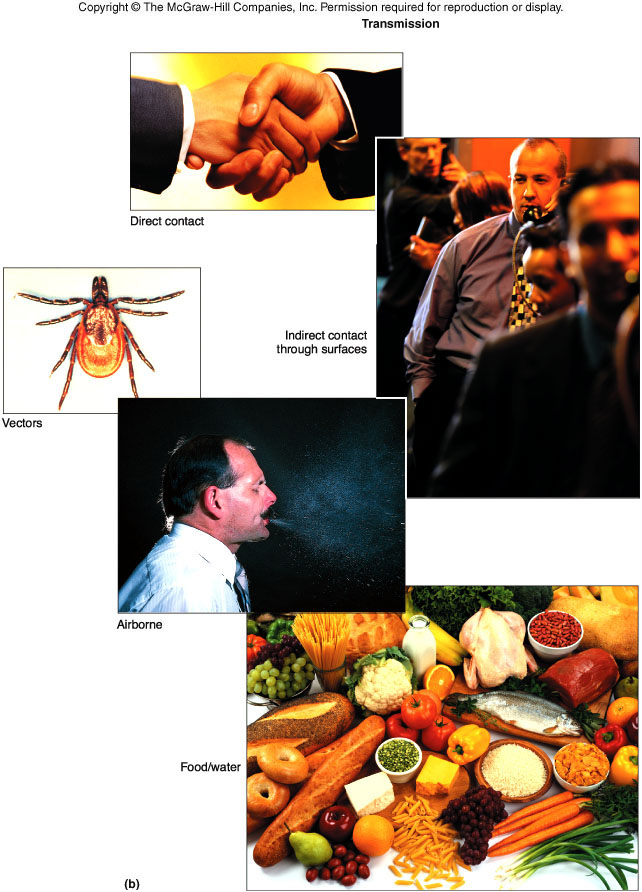 Copyright © The McGraw-Hill Companies, Inc. Permission required for reproduction or display.
Transmission
Direct contact
Indirect contact
through surfaces
Vectors
Airborne
Food/water
(b)